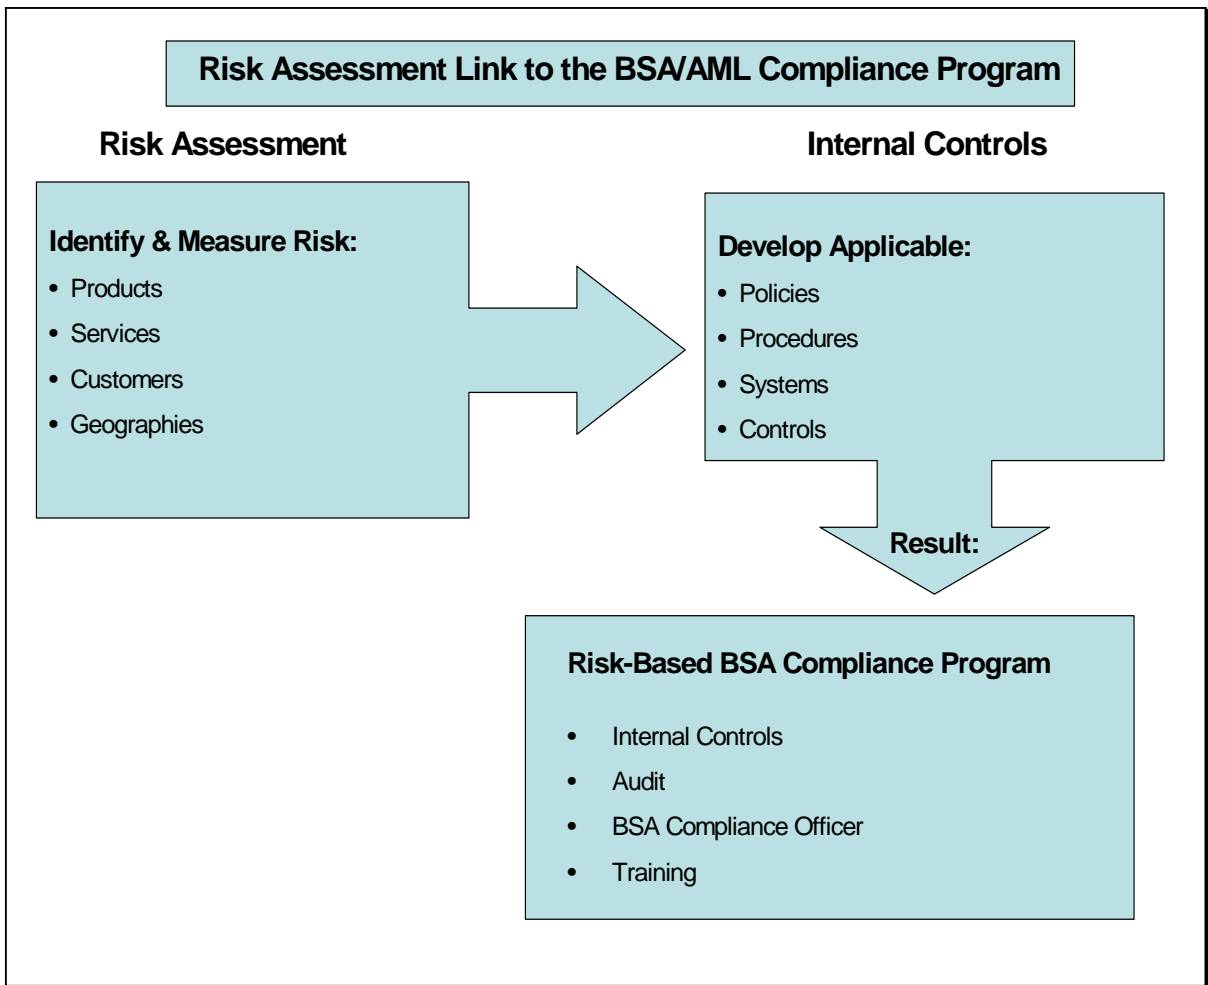 Risk Assessment Link to the BSA/AML Compliance Program
Risk Assessment
Internal Controls
Identify & Measure Risk:
• Products
• Services
• Customers
• Geographies
Develop Applicable:
• Policies
• Procedures
• Systems
• Controls
Result:
Risk-Based BSA Compliance Program
• Internal Controls
• Audit
• BSA Compliance Officer
• Training